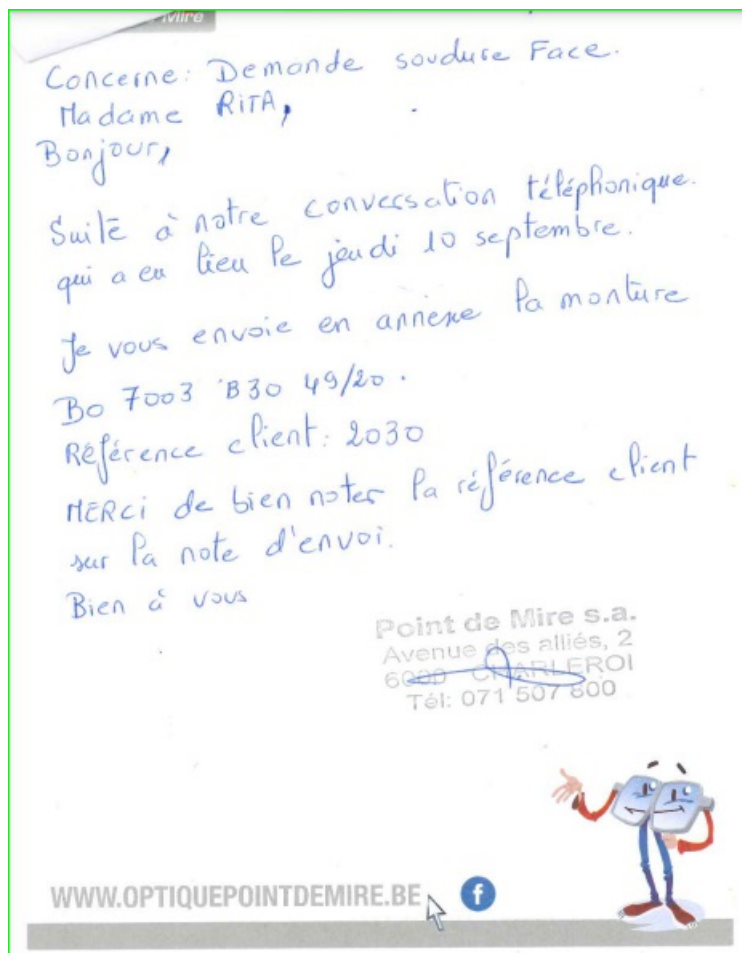 Mire
Concerne: Demande soudure Face.
Madame RiTA,
Bonjour,
Suite à notre conversation téléphonique.
qui a eu lieu le jeudi 10 septembre.
Je vous envoie en annexe la monture
Bo 7003 B30 49/20.
Référence client: 2030
MERCi de bien noter la référence client
sur la note d'envoi.
Bien à vous
Point de Mire s.a.
Avenue des alliés, 2
6000 CHARLEROI
Tél: 071 507 800
WWW.OPTIQUEPOINTDEMIRE.BE
f